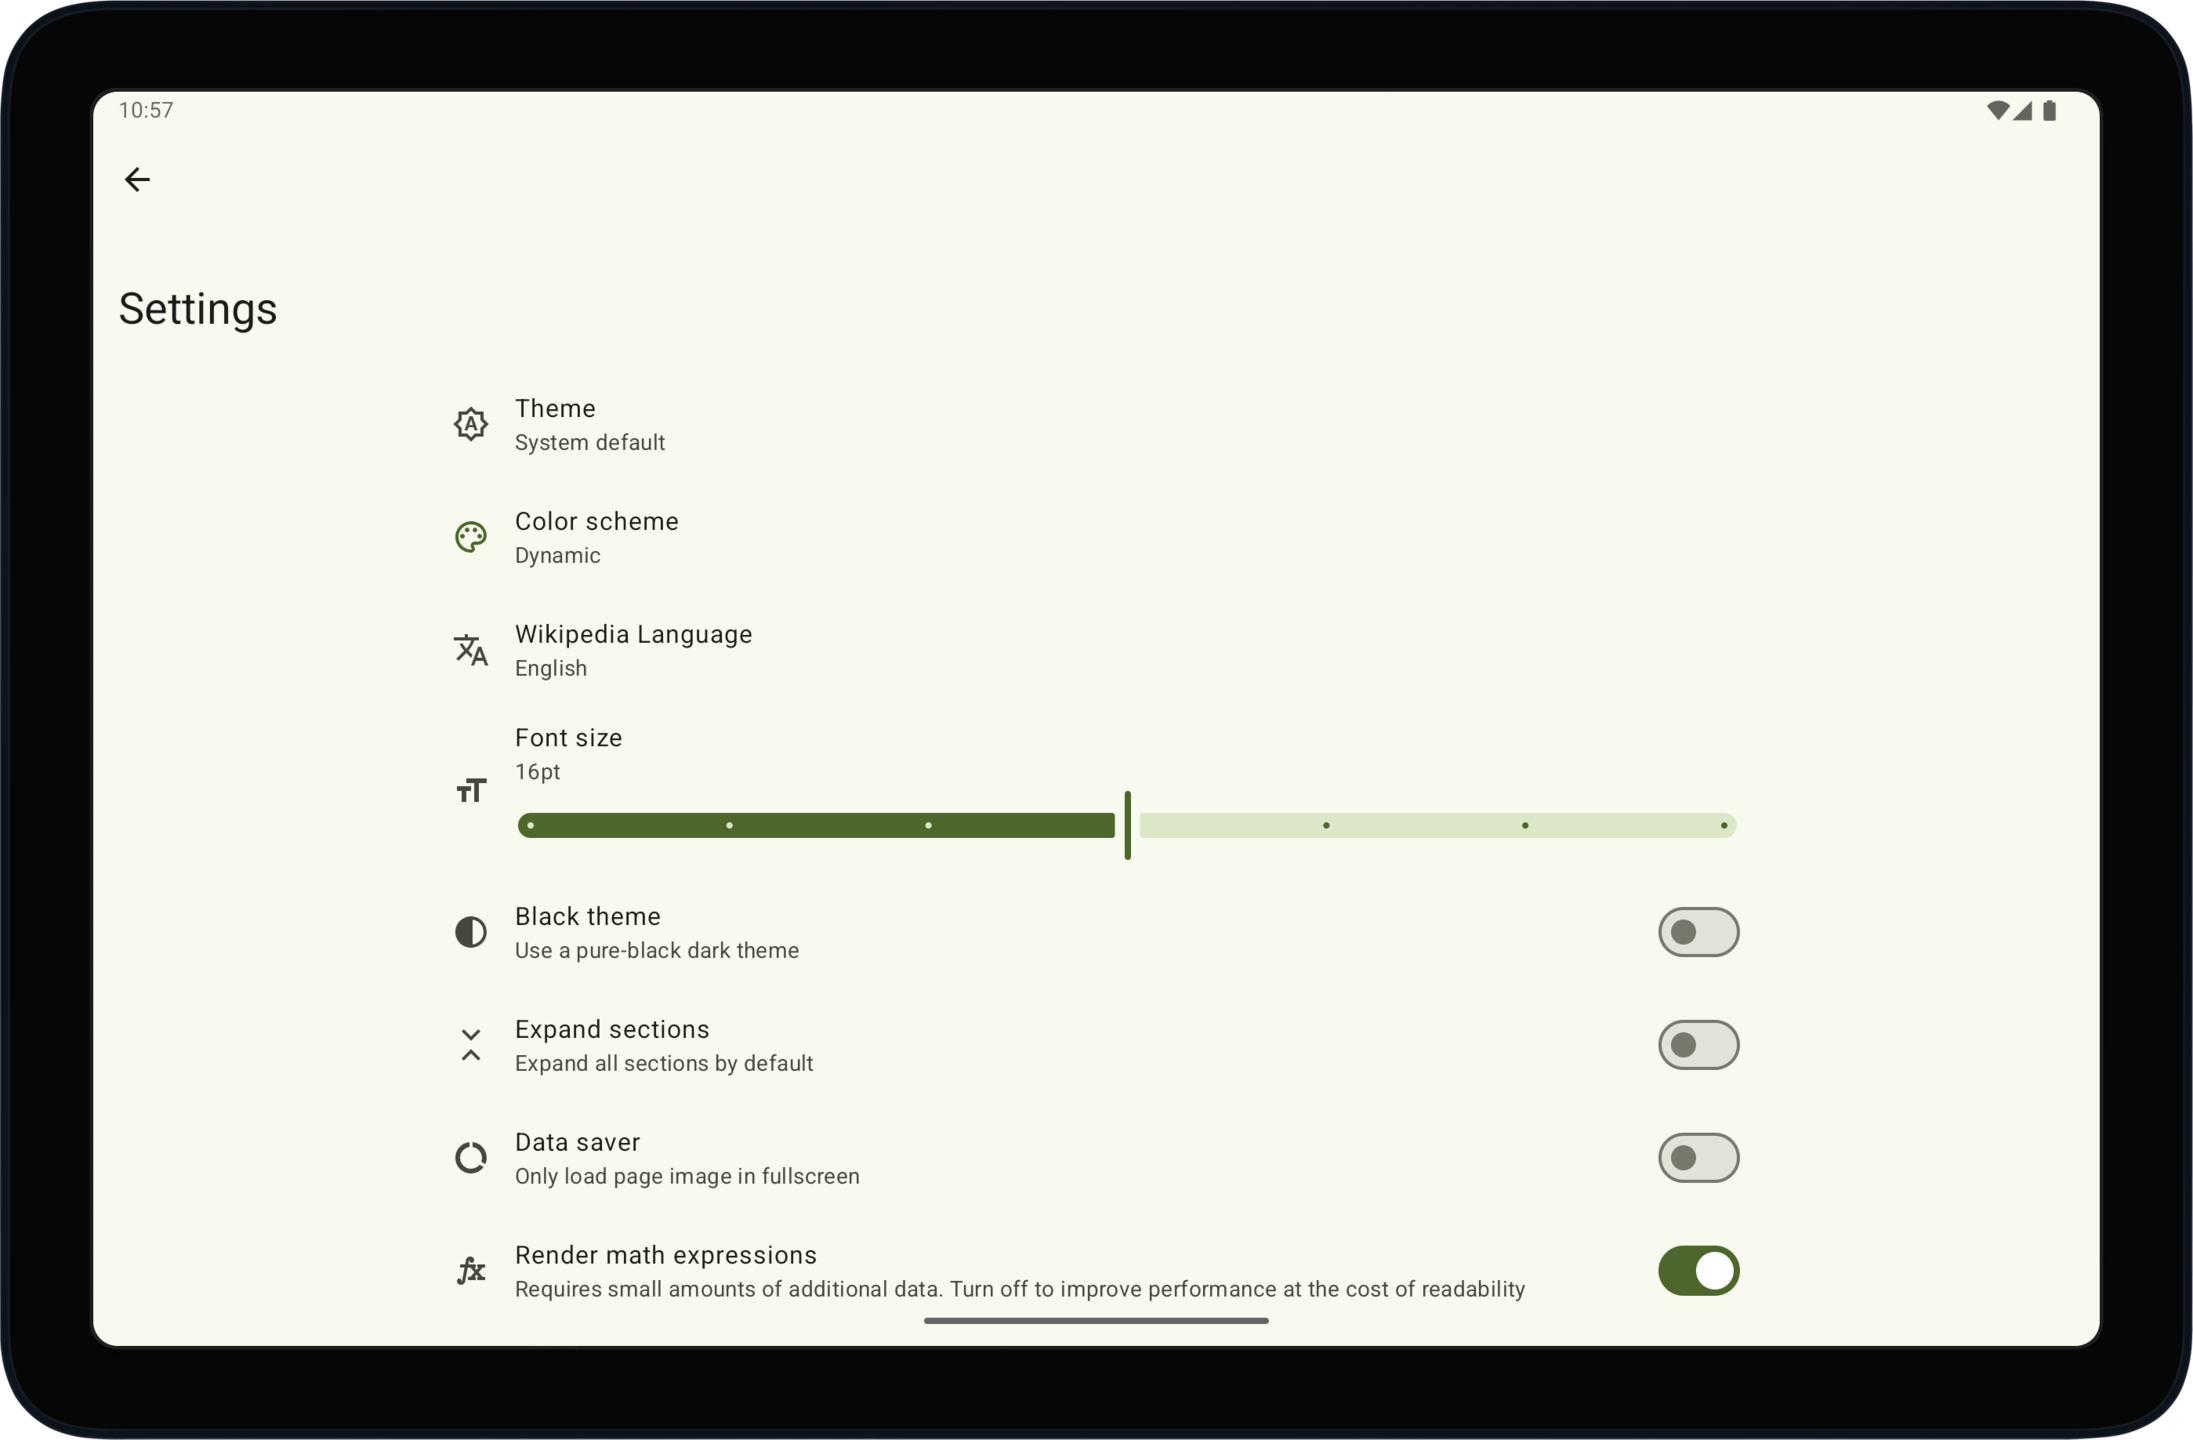 10:57
Settings
Theme
System default
Color scheme
Dynamic
Wikipedia Language
English
Font size
16pt
Black theme
Use a pure-black dark theme
Expand sections
Expand all sections by default
Data saver
Only load page image in fullscreen
Render math expressions
Requires small amounts of additional data. Turn off to improve performance at the cost of readability